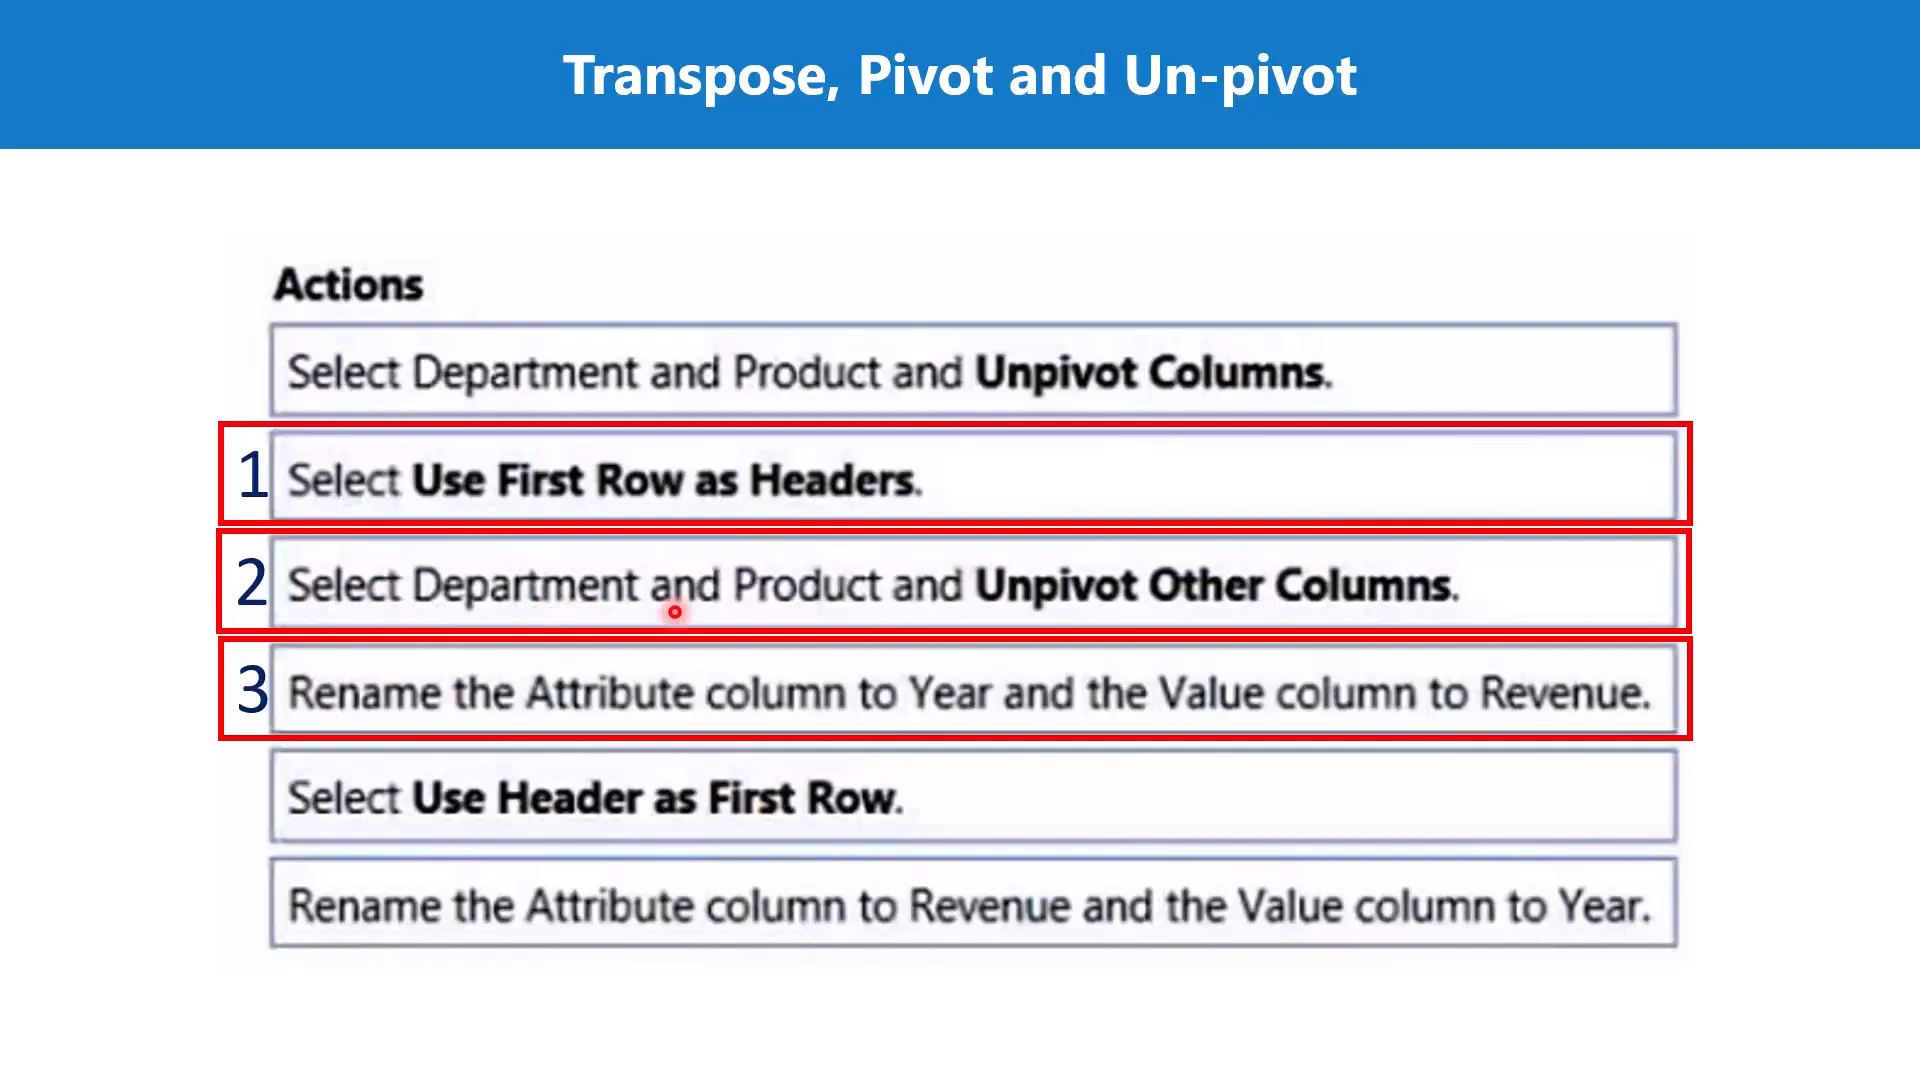 Transpose, Pivot and Un-pivot
Actions
Select Department and Product and Unpivot Columns.
1 Select Use First Row as Headers.
2 Select Department and Product and Unpivot Other Columns.
3 Rename the Attribute column to Year and the Value column to Revenue.
Select Use Header as First Row.
Rename the Attribute column to Revenue and the Value column to Year.